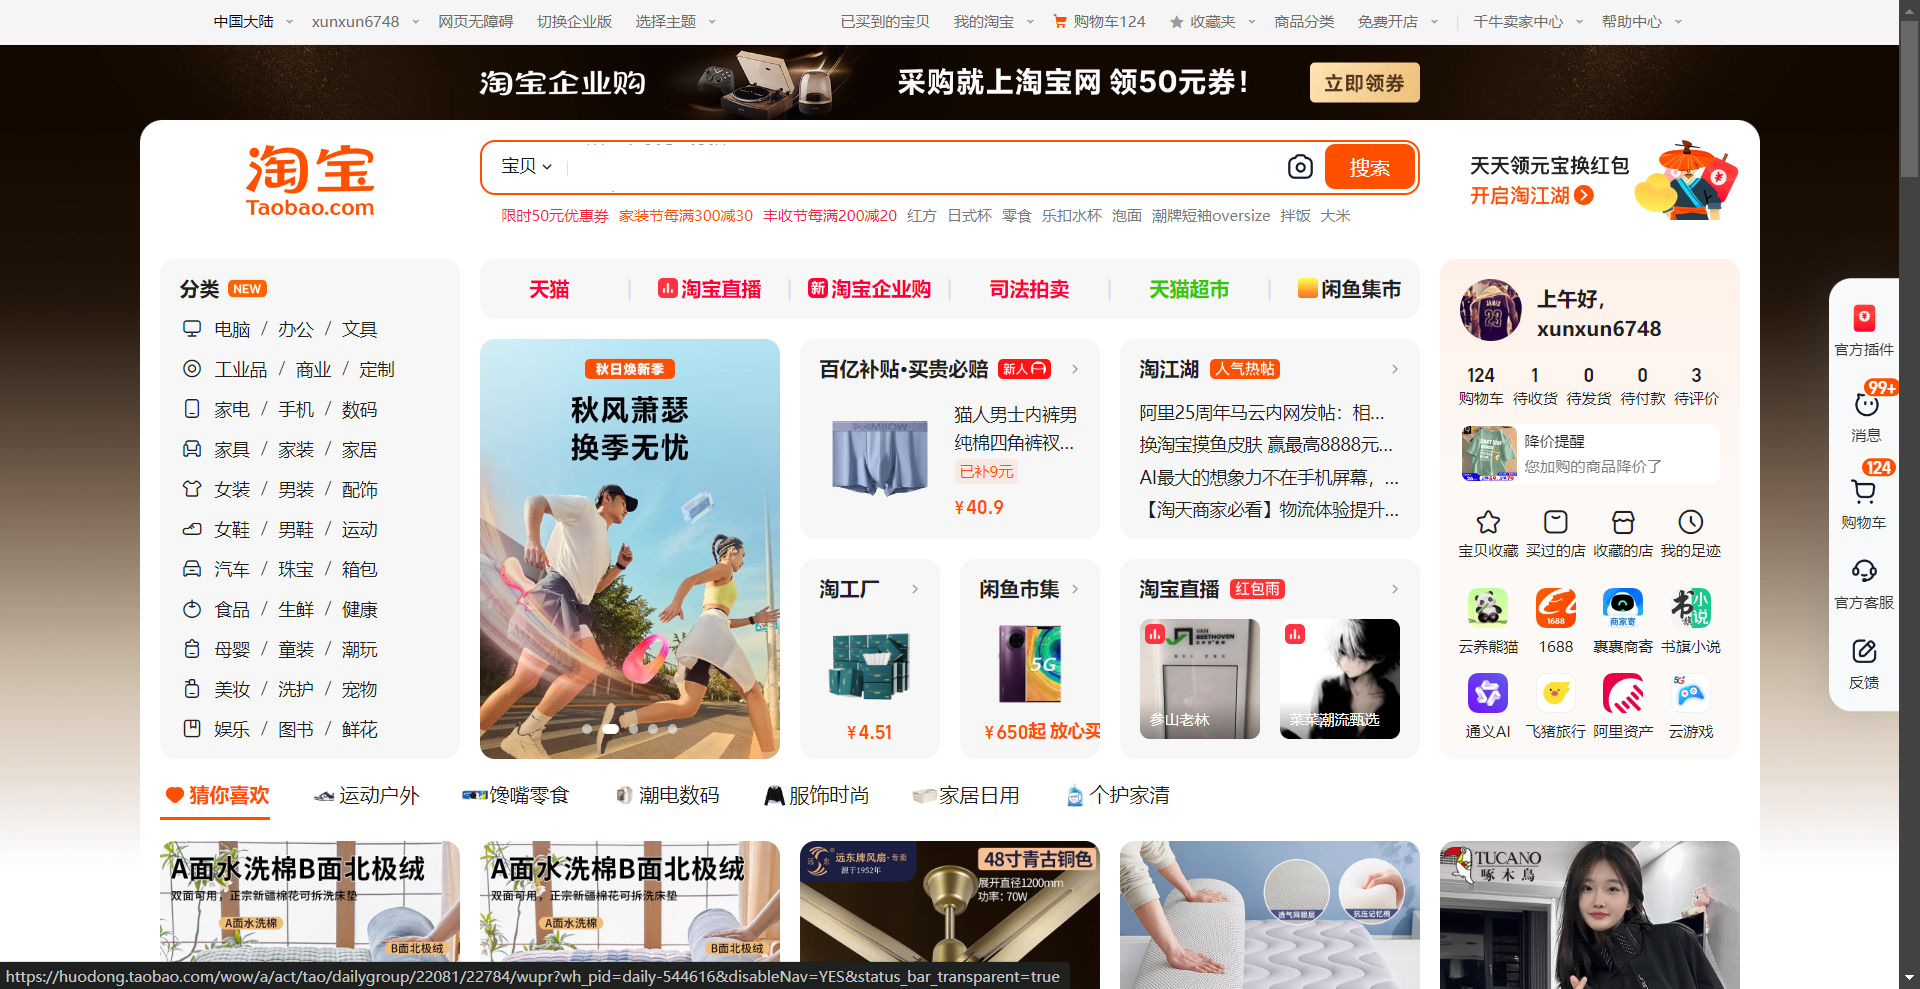 中国大陆 xunxun6748 网页无障碍 切换企业版 选择主题 已买到的宝贝 我的淘宝 购物车124 收藏夹 商品分类 免费开店 千牛卖家中心 帮助中心
淘宝企业购 采购就上淘宝网 领50元券！ 立即领券
淘宝
Taobao.com
宝贝 搜索
限时50元优惠券 家装节每满300减30 丰收节每满200减20 红方 日式杯 零食 乐扣水杯 泡面 潮牌短袖oversize 拌饭 大米
天天领元宝换红包
开启淘江湖
分类 NEW
电脑 / 办公 / 文具
工业品 / 商业 / 定制
家电 / 手机 / 数码
家具 / 家装 / 家居
女装 / 男装 / 配饰
女鞋 / 男鞋 / 运动
汽车 / 珠宝 / 箱包
食品 / 生鲜 / 健康
母婴 / 童装 / 潮玩
美妆 / 洗护 / 宠物
娱乐 / 图书 / 鲜花
天猫 淘宝直播 新 淘宝企业购 司法拍卖 天猫超市 闲鱼集市
秋日焕新季
秋风萧瑟
换季无忧
百亿补贴•买贵必赔 新人
猫人男士内裤男
纯棉四角裤衩...
已补9元
¥40.9
淘江湖 人气热帖
阿里25周年马云内网发帖：相...
换淘宝摸鱼皮肤 赢最高8888元...
AI最大的想象力不在手机屏幕，...
【淘天商家必看】物流体验提升...
淘工厂
¥4.51
闲鱼市集
5G
¥650起 放心买
淘宝直播 红包雨
VAN
BEETHOVEN
参山老林
菜菜潮流甄选
上午好，
xunxun6748
JAMES
23
124 1 0 0 3
购物车 待收货 待发货 待付款 待评价
降价提醒
您加购的商品降价了
宝贝收藏 买过的店 收藏的店 我的足迹
1688
商家寄
书旗
小说
云养熊猫 1688 裹裹商寄 书旗小说
5G
通义AI 飞猪旅行 阿里资产 云游戏
官方插件
99+
消息
124
购物车
官方客服
反馈
猜你喜欢 运动户外 馋嘴零食 潮电数码 服饰时尚 家居日用 个护家清
A面水洗棉B面北极绒
双面可用，正宗新疆棉花可拆洗床垫
A面水洗棉
B面北极绒
A面水洗棉B面北极绒
双面可用，正宗新疆棉花可拆洗床垫
A面水洗棉
B面北极绒
远东牌风扇·专卖
源于1952年
48寸青古铜色
展开直径1200mm
功率：70W
透气网眼层
抗压记忆棉
TUCANO
啄木鸟
https://huodong.taobao.com/wow/a/act/tao/dailygroup/22081/22784/wupr?wh_pid=daily-544616&disableNav=YES&status_bar_transparent=true